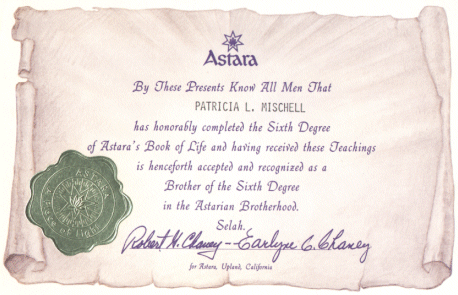 Astara
By These Presents Know All Men That
PATRICIA L. MISCHELL
has honorably completed the Sixth Degree
of Astara's Book of Life and having received these Teachings
is henceforth accepted and recognized as a
Brother of the Sixth Degree
in the Astarian Brotherhood.
Selah.
Robert H. Chaney -- Earlyne C. Chaney
for Astara, Upland, California
ASTARA